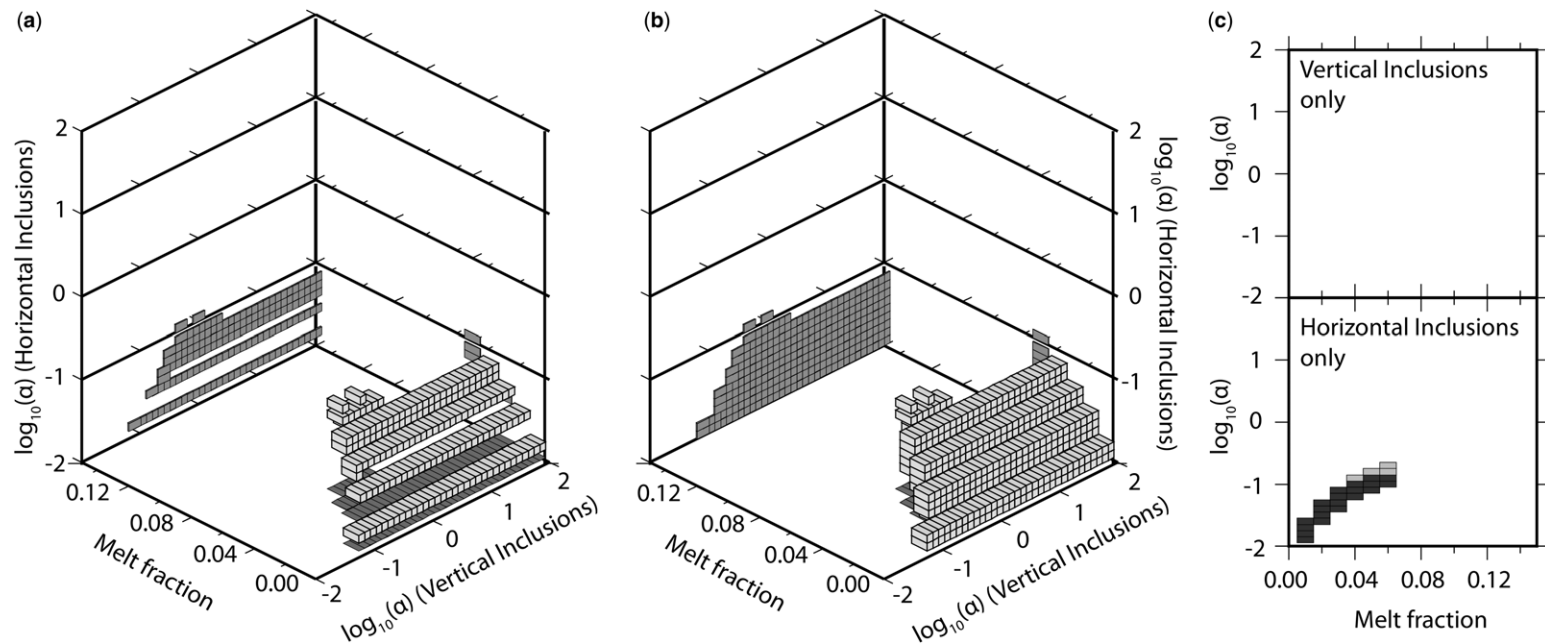 (a)
2
1
0
-1
-2
log10(α) (Horizontal Inclusions)
0.12
0.08
0.04
0.00
Melt fraction
-2
-1
0
1
2
log10(α) (Vertical Inclusions)
(b)
2
1
0
-1
log10(α) (Horizontal Inclusions)
0.12
0.08
0.04
0.00
Melt fraction
-2
-1
0
1
2
log10(α) (Vertical Inclusions)
(c)
Vertical Inclusions
only
2
1
0
-1
-2
log10(α)
Horizontal Inclusions
only
1
0
-1
-2
log10(α)
0.00
0.04
0.08
0.12
Melt fraction